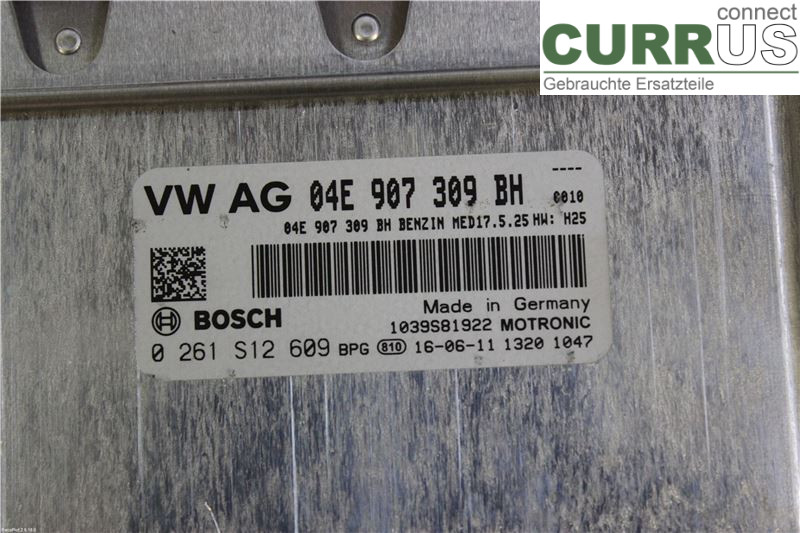 connect
CURRUS
Gebrauchte Ersatzteile
----
VW AG 04E 907 309 BH 0010
04E 907 309 BH BENZIN MED17.5.25 HW: H25
Made in Germany
BOSCH 1039S81922 MOTRONIC
0 261 S12 609 BPG 810 16-06-11 1320 1047